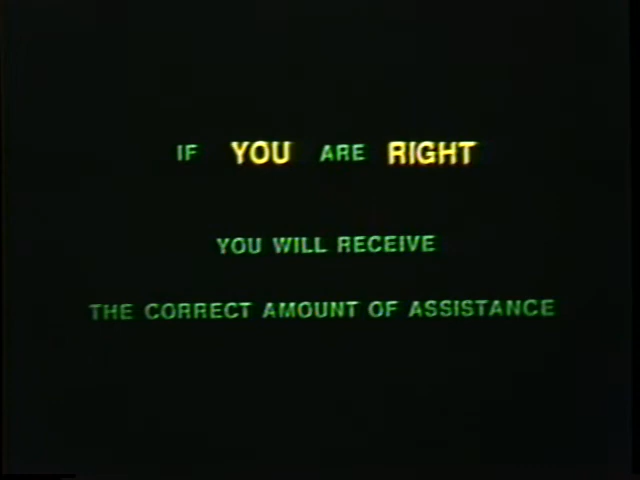 IF YOU ARE RIGHT
YOU WILL RECEIVE
THE CORRECT AMOUNT OF ASSISTANCE